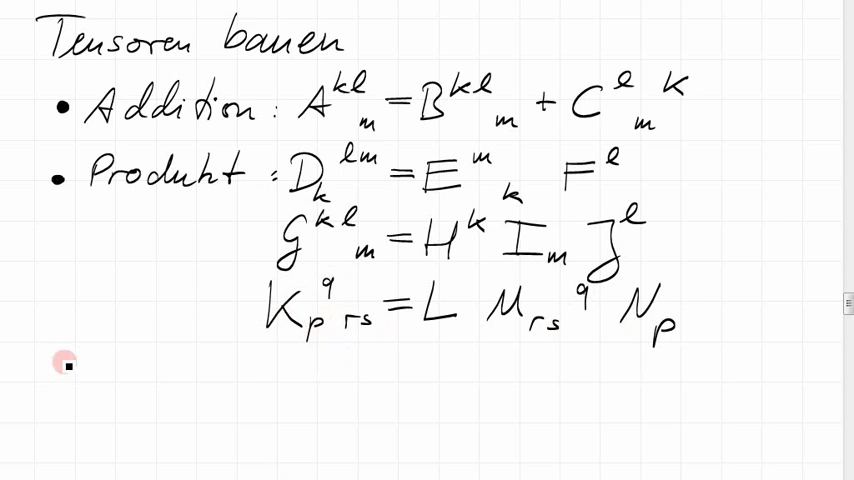 Tensoren bauen
• Addition: A^{kl}_m = B^{kl}_m + C^l_m^k
• Produkt: D_k^{lm} = E^m_k F^l
G^{kl}_m = H^k I_m J^l
K_p^q_{rs} = L M_{rs}^q N_p